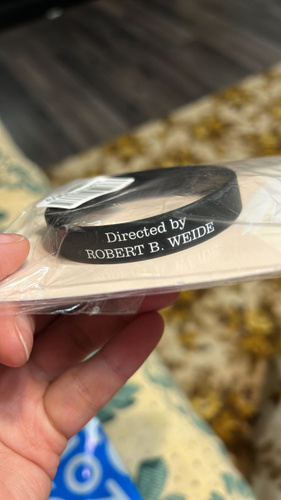 Directed by
ROBERT B. WEIDE